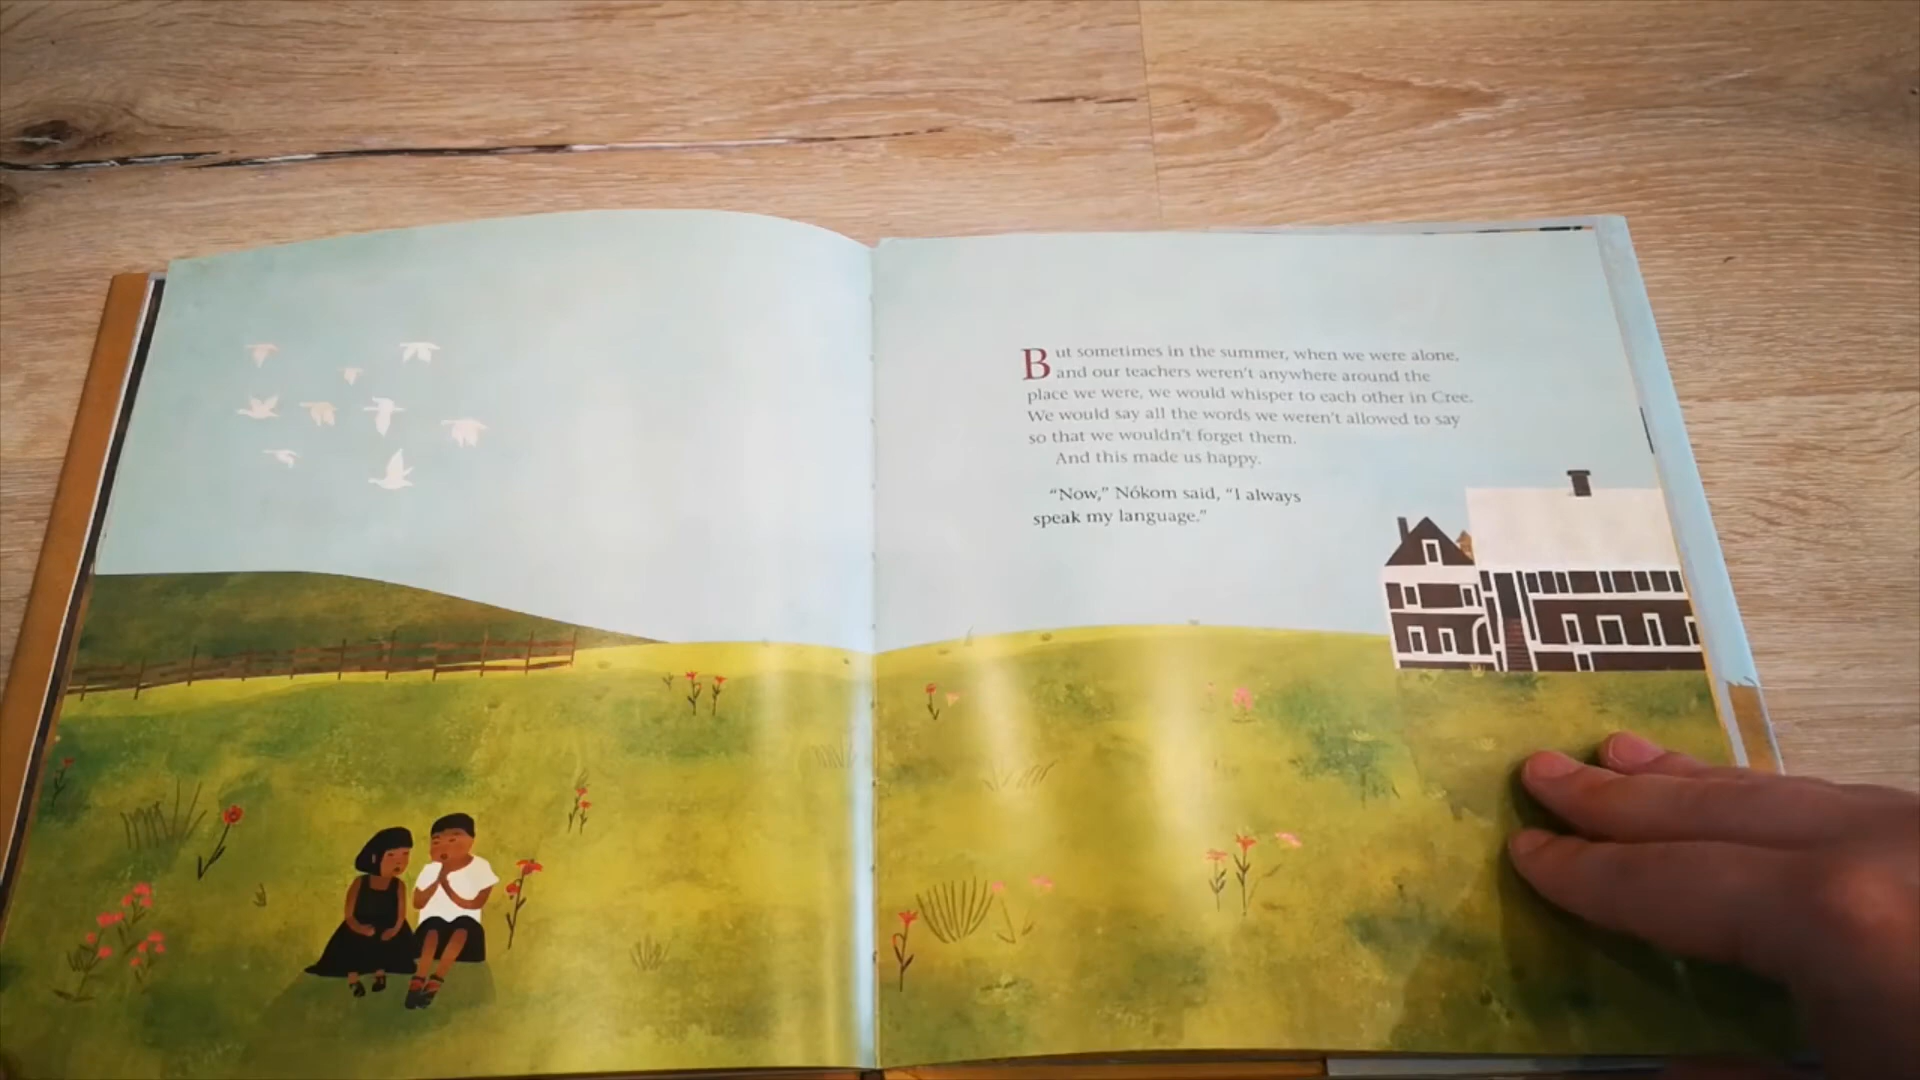 But sometimes in the summer, when we were alone,
and our teachers weren't anywhere around the
place we were, we would whisper to each other in Cree.
We would say all the words we weren't allowed to say
so that we wouldn't forget them.
And this made us happy.
“Now,” Nókom said, “I always
speak my language.”